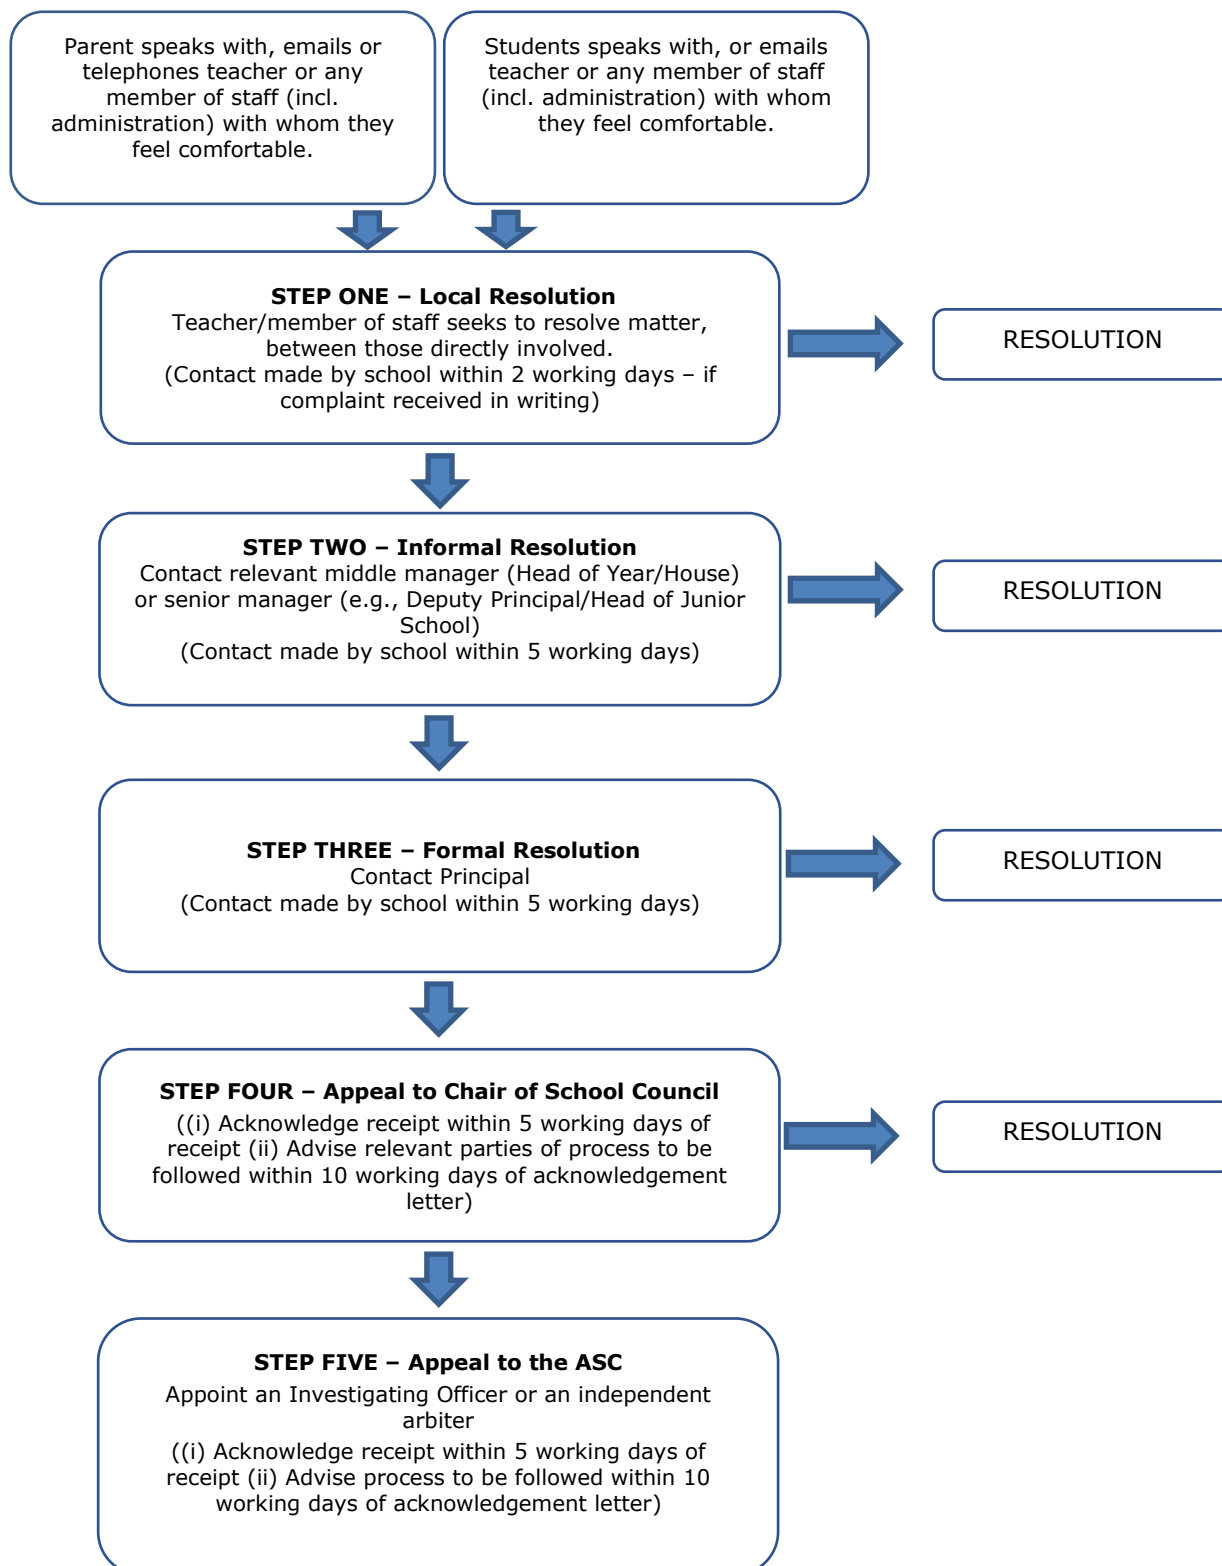 Parent speaks with, emails or
telephones teacher or any
member of staff (incl.
administration) with whom they
feel comfortable.
Students speaks with, or emails
teacher or any member of staff
(incl. administration) with whom
they feel comfortable.
STEP ONE – Local Resolution
Teacher/member of staff seeks to resolve matter,
between those directly involved.
(Contact made by school within 2 working days – if
complaint received in writing)
RESOLUTION
STEP TWO – Informal Resolution
Contact relevant middle manager (Head of Year/House)
or senior manager (e.g., Deputy Principal/Head of Junior
School)
(Contact made by school within 5 working days)
RESOLUTION
STEP THREE – Formal Resolution
Contact Principal
(Contact made by school within 5 working days)
RESOLUTION
STEP FOUR – Appeal to Chair of School Council
((i) Acknowledge receipt within 5 working days of
receipt (ii) Advise relevant parties of process to be
followed within 10 working days of acknowledgement
letter)
RESOLUTION
STEP FIVE – Appeal to the ASC
Appoint an Investigating Officer or an independent
arbiter
((i) Acknowledge receipt within 5 working days of
receipt (ii) Advise process to be followed within 10
working days of acknowledgement letter)